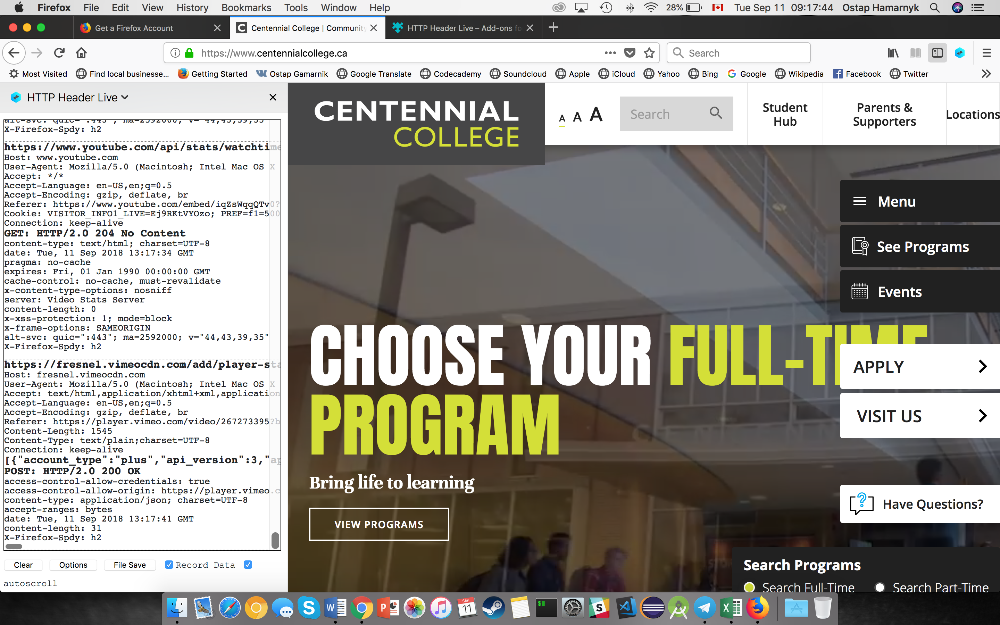 Firefox File Edit View History Bookmarks Tools Window Help 28% Tue Sep 11 09:17:44 Ostap Hamarnyk
Get a Firefox Account Centennial College | Community HTTP Header Live – Add-ons fo
https://www.centennialcollege.ca Search
Most Visited Find local businesse... Getting Started Ostap Gamarnik Google Translate Codecademy Soundcloud Apple iCloud Yahoo Bing Google Wikipedia Facebook Twitter
HTTP Header Live
alt-svc: quic=":443"; ma=2592000; v="44,43,39,35"
X-Firefox-Spdy: h2
https://www.youtube.com/api/stats/watchtime
Host: www.youtube.com
User-Agent: Mozilla/5.0 (Macintosh; Intel Mac OS X
Accept: */*
Accept-Language: en-US,en;q=0.5
Accept-Encoding: gzip, deflate, br
Referer: https://www.youtube.com/embed/iqZsWqqQTv0?
Cookie: VISITOR_INFO1_LIVE=Ej9RKtVYOzo; PREF=f1=500
Connection: keep-alive
GET: HTTP/2.0 204 No Content
content-type: text/html; charset=UTF-8
date: Tue, 11 Sep 2018 13:17:34 GMT
pragma: no-cache
expires: Fri, 01 Jan 1990 00:00:00 GMT
cache-control: no-cache, must-revalidate
x-content-type-options: nosniff
server: Video Stats Server
content-length: 0
x-xss-protection: 1; mode=block
x-frame-options: SAMEORIGIN
alt-svc: quic=":443"; ma=2592000; v="44,43,39,35"
X-Firefox-Spdy: h2
https://fresnel.vimeocdn.com/add/player-sta
Host: fresnel.vimeocdn.com
User-Agent: Mozilla/5.0 (Macintosh; Intel Mac OS X
Accept: text/html,application/xhtml+xml,application
Accept-Language: en-US,en;q=0.5
Accept-Encoding: gzip, deflate, br
Referer: https://player.vimeo.com/video/267273395?b
Content-Length: 1545
Content-Type: text/plain;charset=UTF-8
Connection: keep-alive
[{"account_type":"plus","api_version":3,"ap
POST: HTTP/2.0 200 OK
access-control-allow-credentials: true
access-control-allow-origin: https://player.vimeo.c
content-type: application/json; charset=UTF-8
accept-ranges: bytes
date: Tue, 11 Sep 2018 13:17:41 GMT
content-length: 31
X-Firefox-Spdy: h2
Clear Options File Save Record Data
autoscroll
CENTENNIAL
COLLEGE
A A A
Search
Student
Hub
Parents &
Supporters
Locations
Menu
See Programs
Events
CHOOSE YOUR FULL-TIME
PROGRAM
Bring life to learning
VIEW PROGRAMS
APPLY
VISIT US
Have Questions?
Search Programs
Search Full-Time Search Part-Time
SEP
11